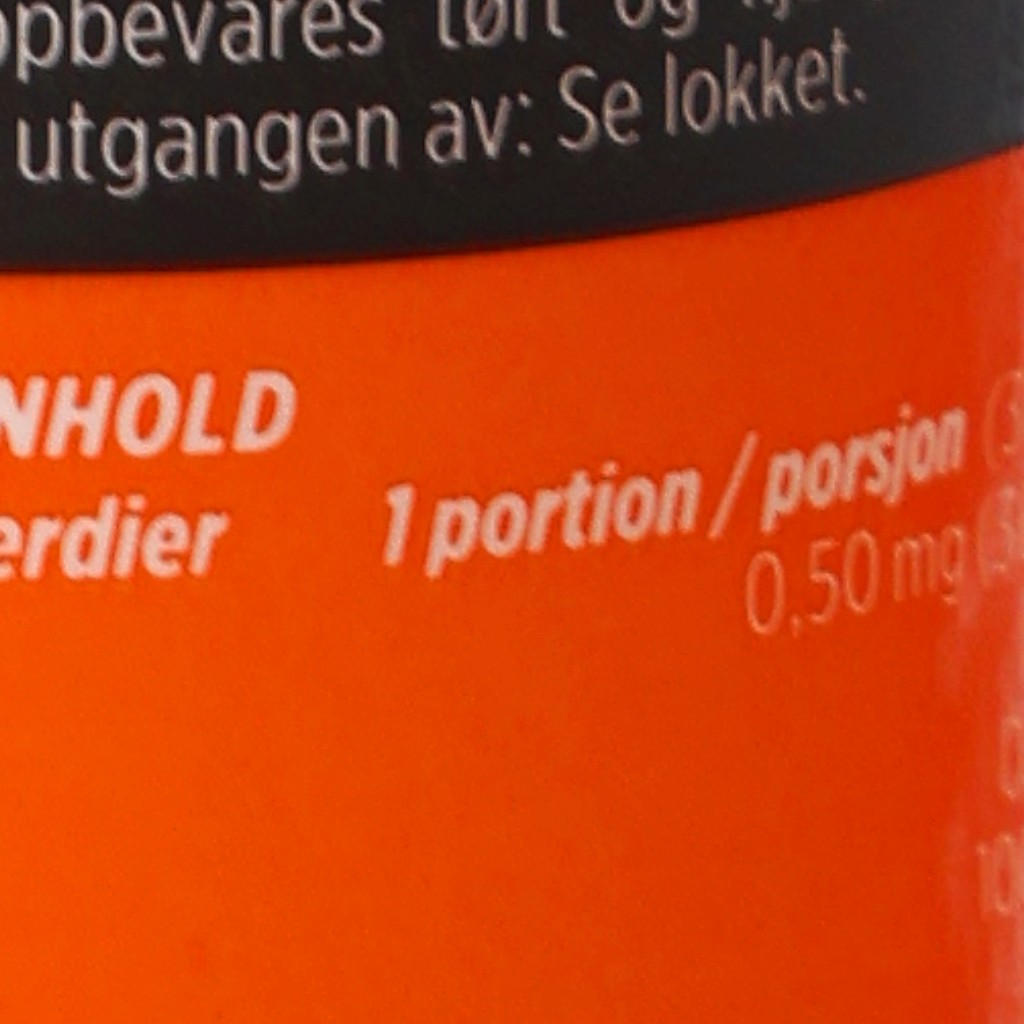 opbevares tørt og
utgangen av: Se lokket.
NHOLD
erdier
1 portion / porsjon
0,50 mg